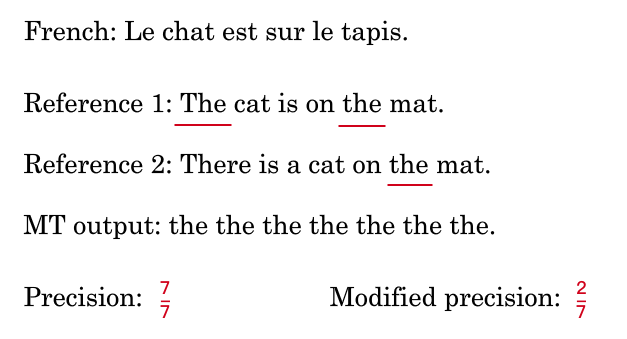 French: Le chat est sur le tapis.
Reference 1: The cat is on the mat.
Reference 2: There is a cat on the mat.
MT output: the the the the the the the.
Precision: 7/7 Modified precision: 2/7